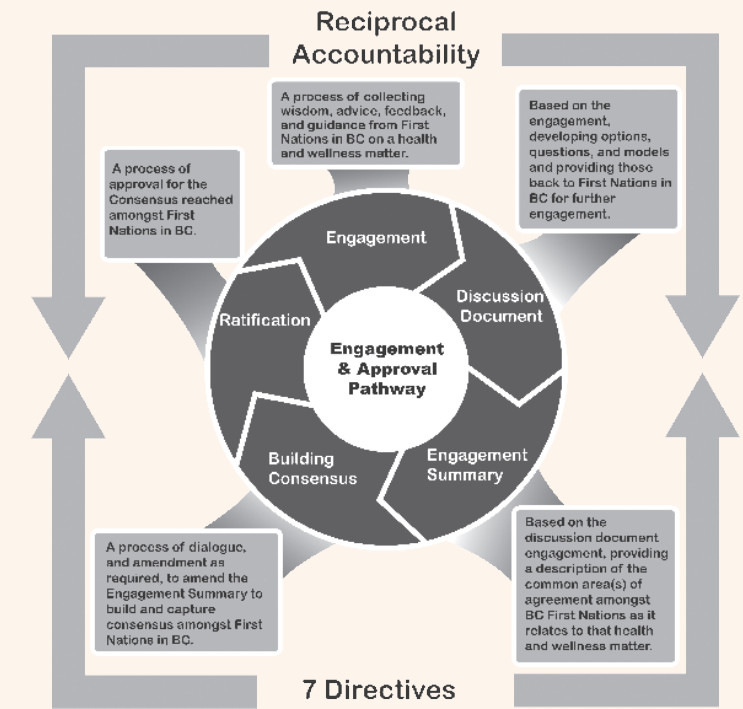 Reciprocal
Accountability
A process of collecting
wisdom, advice, feedback,
and guidance from First
Nations in BC on a health
and wellness matter.
Based on the
engagement,
developing options,
questions, and models
and providing those
back to First Nations in
BC for further
engagement.
A process of
approval for the
Consensus reached
amongst First
Nations in BC.
Engagement
Discussion
Document
Ratification
Engagement
& Approval
Pathway
Building
Consensus
Engagement
Summary
A process of dialogue,
and amendment as
required, to amend the
Engagement Summary to
build and capture
consensus amongst First
Nations in BC.
Based on the
discussion document
engagement, providing
a description of the
common area(s) of
agreement amongst
BC First Nations as it
relates to that health
and wellness matter.
7 Directives